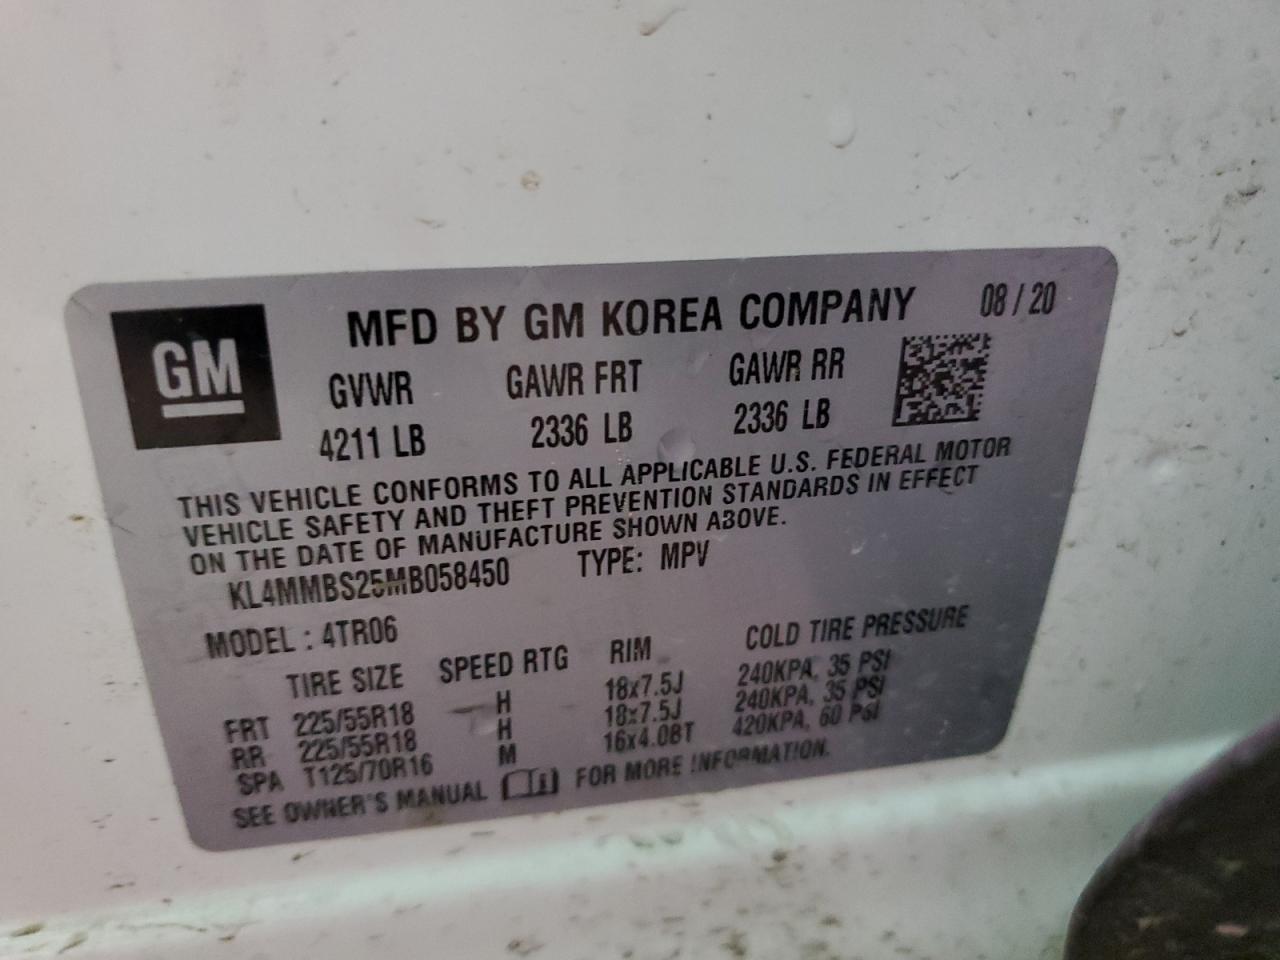 GM
MFD BY GM KOREA COMPANY 08 / 20
GVWR GAWR FRT GAWR RR
4211 LB 2336 LB 2336 LB
THIS VEHICLE CONFORMS TO ALL APPLICABLE U.S. FEDERAL MOTOR
VEHICLE SAFETY AND THEFT PREVENTION STANDARDS IN EFFECT
ON THE DATE OF MANUFACTURE SHOWN ABOVE.
KL4MMBS25MB058450 TYPE: MPV
MODEL : 4TR06
TIRE SIZE SPEED RTG RIM COLD TIRE PRESSURE
FRT 225/55R18 H 18x7.5J 240KPA, 35 PSI
RR 225/55R18 H 18x7.5J 240KPA, 35 PSI
SPA T125/70R16 M 16x4.0BT 420KPA, 60 PSI
SEE OWNER'S MANUAL FOR MORE INFORMATION.